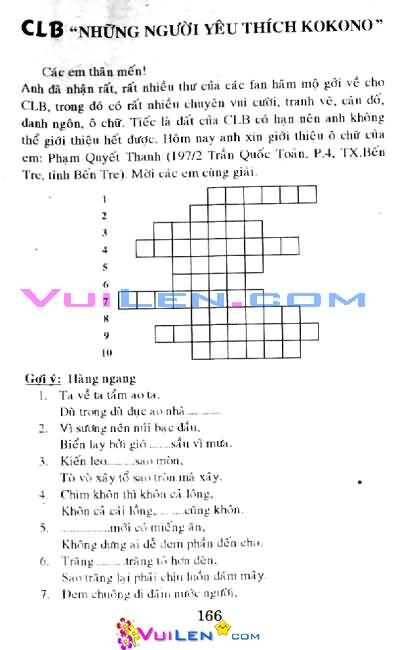 CLB "NHỮNG NGƯỜI YÊU THÍCH KOKONO"
Các em thân mến!
Anh đã nhận rất, rất nhiều thư của các fan hâm mộ gởi về cho
CLB, trong đó có rất nhiều chuyện vui cười, tranh vẽ, câu đố,
danh ngôn, ô chữ. Tiếc là đất của CLB có hạn nên anh không
thể giới thiệu hết được. Hôm nay anh xin giới thiệu ô chữ của
em: Phạm Quyết Thanh (197/2 Trần Quốc Toản, P.4, TX.Bến
Tre, tỉnh Bến Tre). Mời các em cùng giải.
1
2
3
4
5
6
7
8
9
10
VuiLen.com
Gợi ý: Hàng ngang
1. Ta về ta tắm ao ta.
Dù trong dù đục ao nhà..........
2. Vì sương nên núi bạc đầu,
Biển lay bởi gió.......sầu vì mưa.
3. Kiến leo.........sao mòn,
Tò vò xây tổ sao tròn mà xây.
4. Chim khôn thì khôn cả lông,
Khôn cả cái lồng, ......cũng khôn.
5. ..............mới có miếng ăn,
Không dưng ai dễ đem phần đến cho.
6. Trăng ..........trăng tỏ hơn đèn.
Sao trăng lại phải chịu luồn đám mây.
7. Đem chuông đi đấm nước người,
166
VuiLen.com